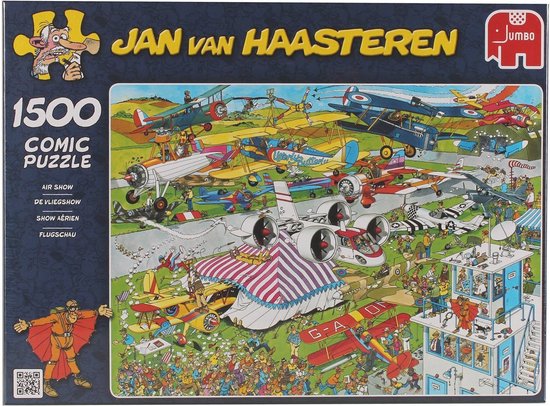 JAN VAN HAASTEREN
Jumbo
1500
COMIC
PUZZLE
AIR SHOW
DE VLIEGSHOW
SHOW AÉRIEN
FLUGSCHAU
G-A